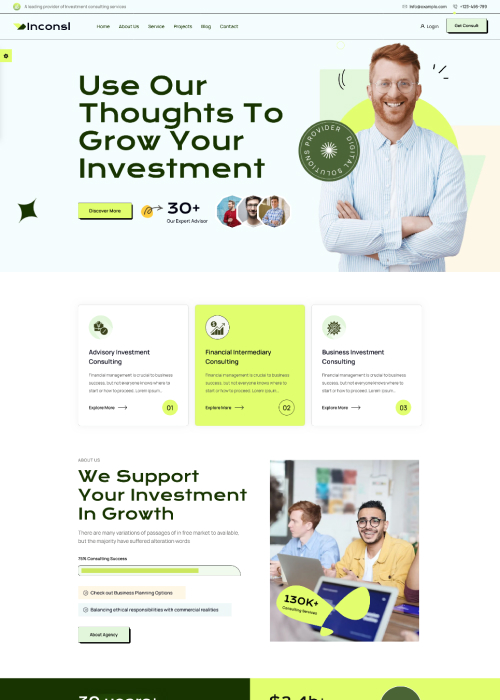 A leading provider of investment consulting services
info@example.com
+123-456-789
Inconsl
Home
About Us
Service
Projects
Blog
Contact
Login
Get Consult
Use Our
Thoughts To
Grow Your
Investment
PROVIDER DIGITAL SOLUTIONS
Discover More
30+
Our Expert Advisor
Advisory Investment
Consulting
Financial management is crucial to business
success, but not everyone knows where to
start or how to proceed. Lorem ipsum...
Explore More
01
Financial Intermediary
Consulting
Financial management is crucial to business
success, but not everyone knows where to
start or how to proceed. Lorem ipsum...
Explore More
02
Business Investment
Consulting
Financial management is crucial to business
success, but not everyone knows where to
start or how to proceed. Lorem ipsum...
Explore More
03
ABOUT US
We Support
Your Investment
In Growth
There are many variations of passages of in free market to available,
but the majority have suffered alteration words
75% Consulting Success
Check out Business Planning Options
Balancing ethical responsibilities with commercial realities
About Agency
130K+
Consulting Services